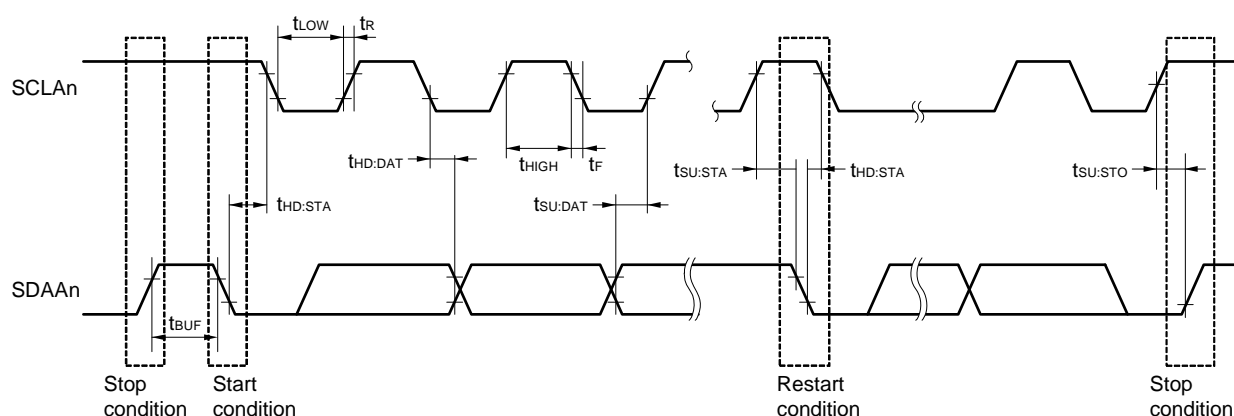 tLOW
tR
SCLAn
tHD:DAT
tHIGH
tF
tSU:STA
tHD:STA
tSU:STO
tHD:STA
tSU:DAT
SDAAn
tBUF
Stop
condition
Start
condition
Restart
condition
Stop
condition